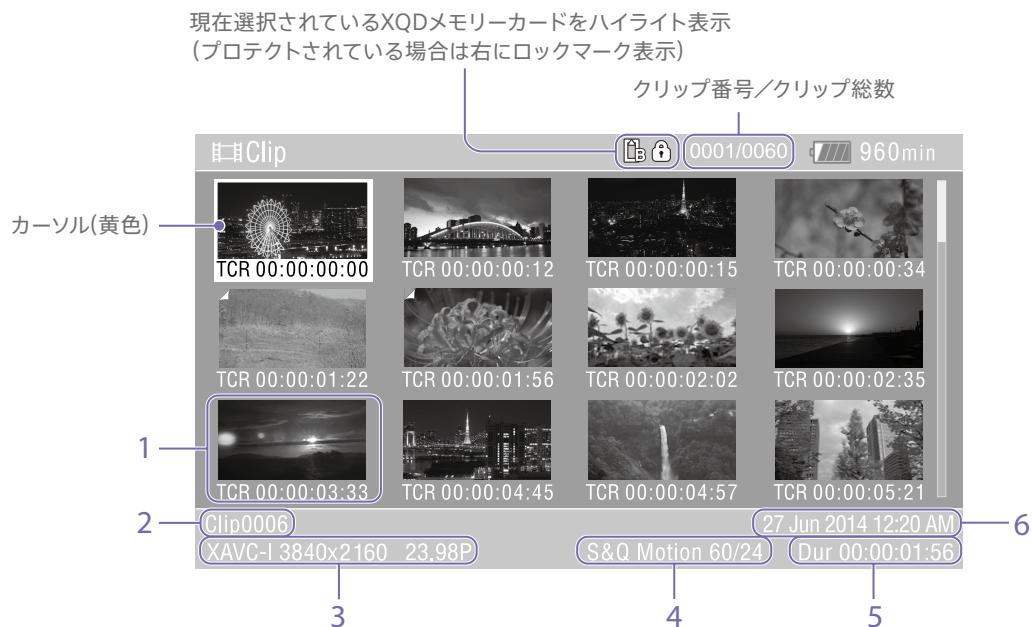 現在選択されているXQDメモリーカードをハイライト表示
(プロテクトされている場合は右にロックマーク表示)
クリップ番号／クリップ総数
Clip
B
0001/0060
960min
カーソル(黄色)
TCR 00:00:00:00
TCR 00:00:00:12
TCR 00:00:00:15
TCR 00:00:00:34
TCR 00:00:01:22
TCR 00:00:01:56
TCR 00:00:02:02
TCR 00:00:02:35
1
TCR 00:00:03:33
TCR 00:00:04:45
TCR 00:00:04:57
TCR 00:00:05:21
2
Clip0006
27 Jun 2014 12:20 AM
6
XAVC-I 3840x2160 23.98P
S&Q Motion 60/24
Dur 00:00:01:56
3
4
5